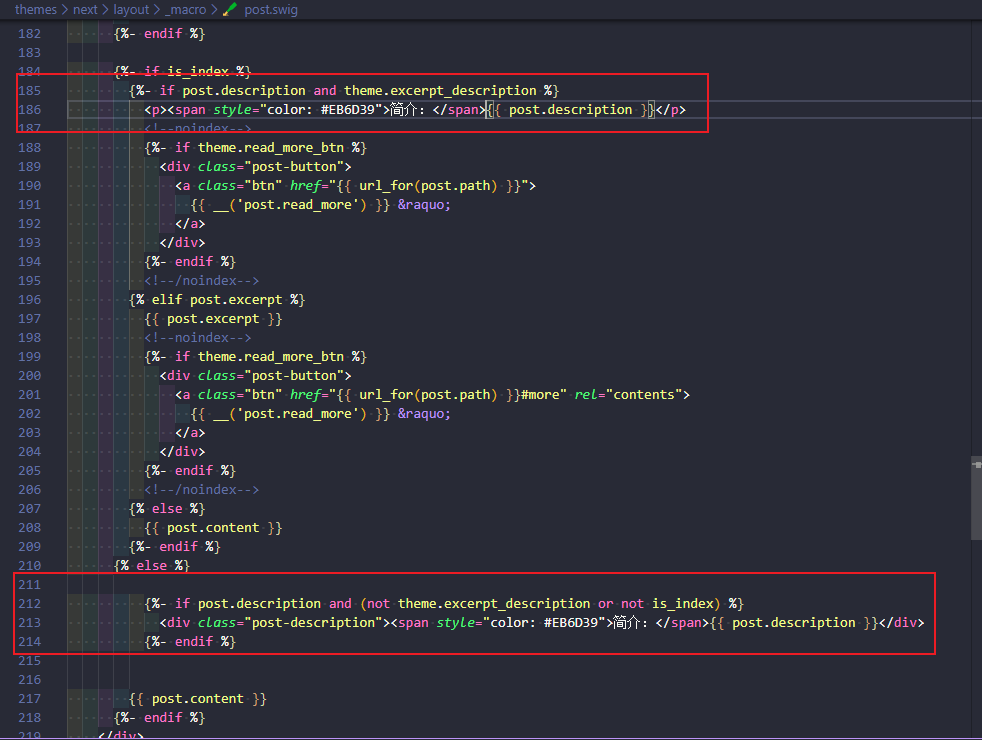 themes > next > layout > _macro > post.swig
182 {%- endif %}
183
184 {%- if is_index %}
185 {%- if post.description and theme.excerpt_description %}
186 <p><span style="color: #EB6D39">简介：</span>{{ post.description }}</p>
187 <!--noindex-->
188 {%- if theme.read_more_btn %}
189 <div class="post-button">
190 <a class="btn" href="{{ url_for(post.path) }}">
191 {{ __('post.read_more') }} &raquo;
192 </a>
193 </div>
194 {%- endif %}
195 <!--/noindex-->
196 {% elif post.excerpt %}
197 {{ post.excerpt }}
198 <!--noindex-->
199 {%- if theme.read_more_btn %}
200 <div class="post-button">
201 <a class="btn" href="{{ url_for(post.path) }}#more" rel="contents">
202 {{ __('post.read_more') }} &raquo;
203 </a>
204 </div>
205 {%- endif %}
206 <!--/noindex-->
207 {% else %}
208 {{ post.content }}
209 {%- endif %}
210 {% else %}
211
212 {%- if post.description and (not theme.excerpt_description or not is_index) %}
213 <div class="post-description"><span style="color: #EB6D39">简介：</span>{{ post.description }}</div>
214 {%- endif %}
215
216
217 {{ post.content }}
218 {%- endif %}
219 </div>